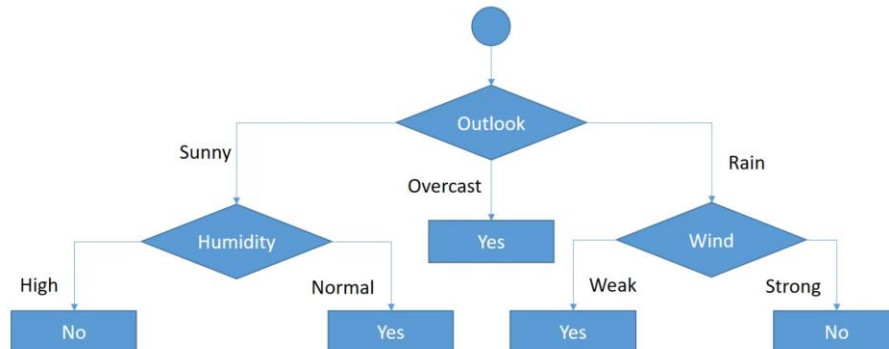 Outlook
Sunny
Overcast
Rain
Yes
Humidity
Wind
High
Normal
Weak
Strong
No
Yes
Yes
No